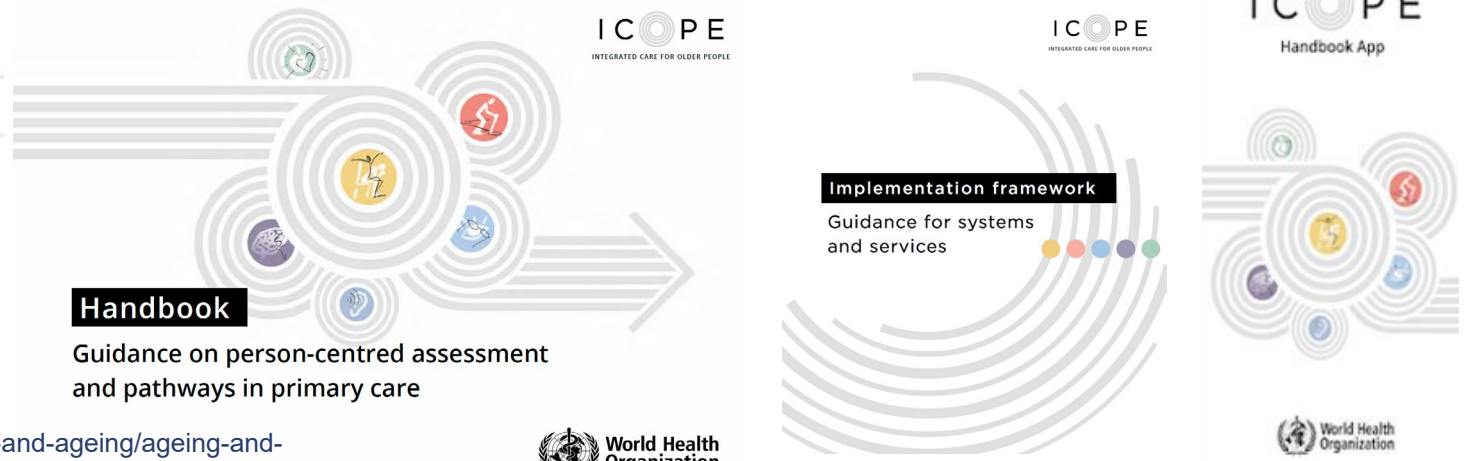 ICOPE
INTEGRATED CARE FOR OLDER PEOPLE
Handbook
Guidance on person-centred assessment
and pathways in primary care
-and-ageing/ageing-and-
World Health
Organization
ICOPE
INTEGRATED CARE FOR OLDER PEOPLE
Implementation framework
Guidance for systems
and services
ICOPE
Handbook App
World Health
Organization